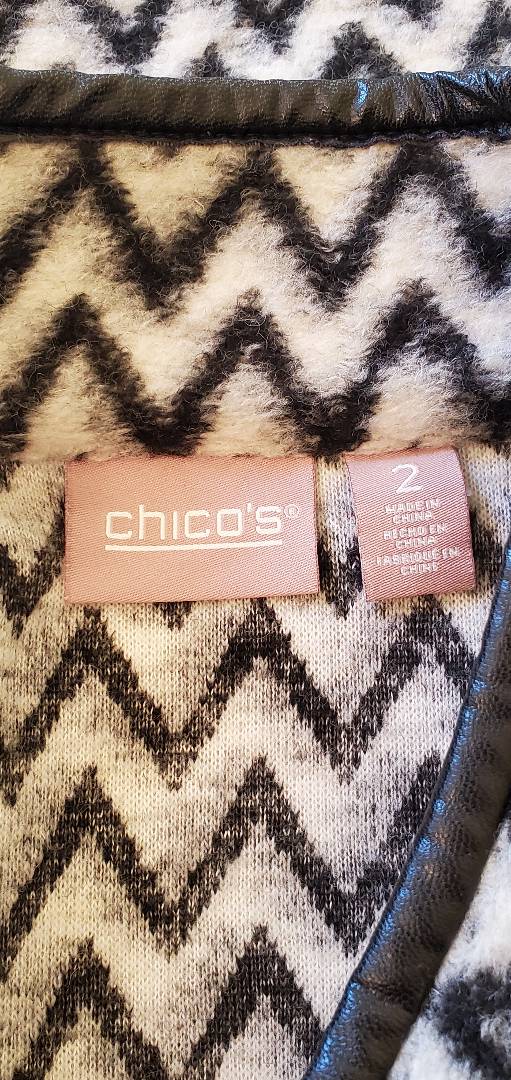 chico's®
2
MADE IN
CHINA
HECHO EN
CHINA
FABRIQUE EN
CHINE